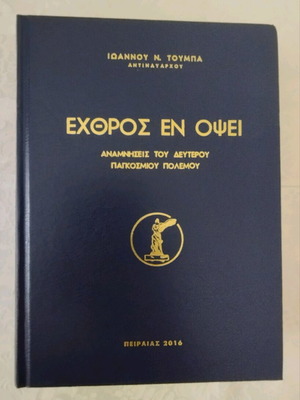 ΙΩΑΝΝΟΥ Ν. ΤΟΥΜΠΑ
ΑΝΤΙΝΑΥΑΡΧΟΥ
ΕΧΘΡΟΣ ΕΝ ΟΨΕΙ
ΑΝΑΜΝΗΣΕΙΣ ΤΟΥ ΔΕΥΤΕΡΟΥ
ΠΑΓΚΟΣΜΙΟΥ ΠΟΛΕΜΟΥ
ΠΕΙΡΑΙΑΣ 2016